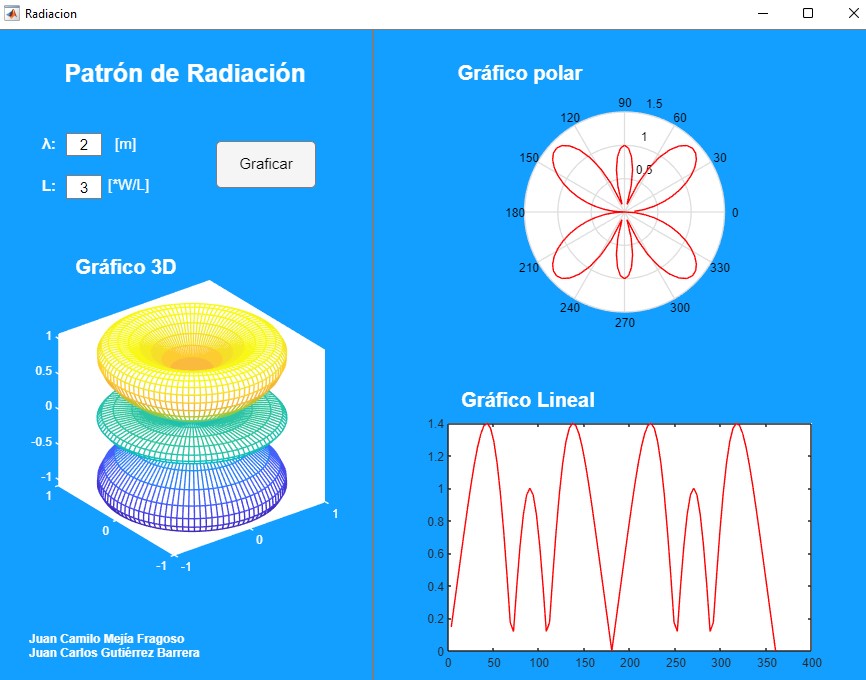 Radiacion
Patrón de Radiación
λ: 2 [m]
L: 3 [*W/L]
Graficar
Gráfico 3D
1
0.5
0
-0.5
-1
1
0
-1
-1
0
1
Juan Camilo Mejía Fragoso
Juan Carlos Gutiérrez Barrera
Gráfico polar
90 1.5
120 60
1
150 30
0.5
180 0
210 330
240 300
270
Gráfico Lineal
1.4
1.2
1
0.8
0.6
0.4
0.2
0
0 50 100 150 200 250 300 350 400